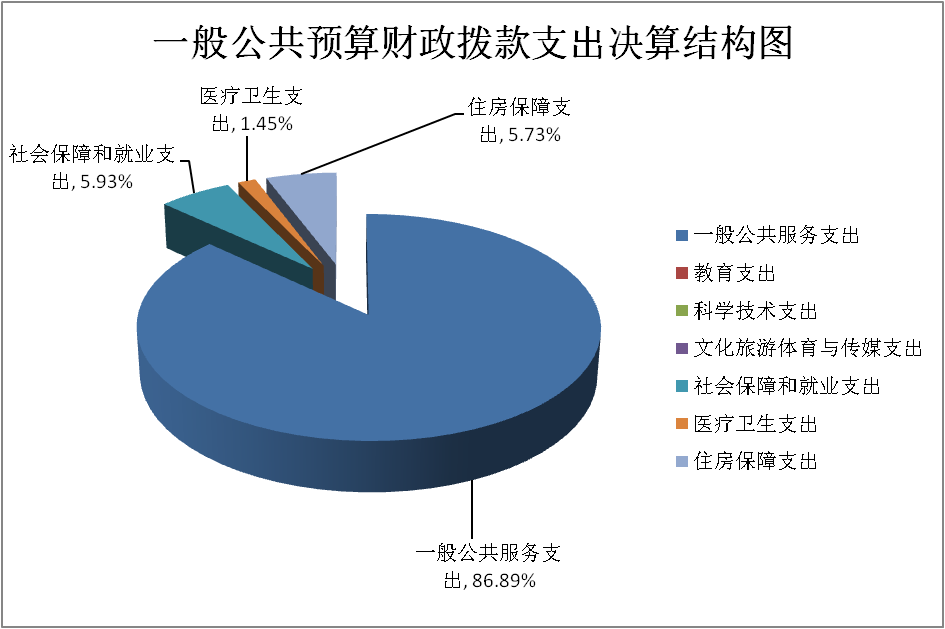 一般公共预算财政拨款支出决算结构图
医疗卫生支
出, 1.45%
住房保障支
出, 5.73%
社会保障和就业支
出, 5.93%
一般公共服务支出
教育支出
科学技术支出
文化旅游体育与传媒支出
社会保障和就业支出
医疗卫生支出
住房保障支出
一般公共服务支
出, 86.89%